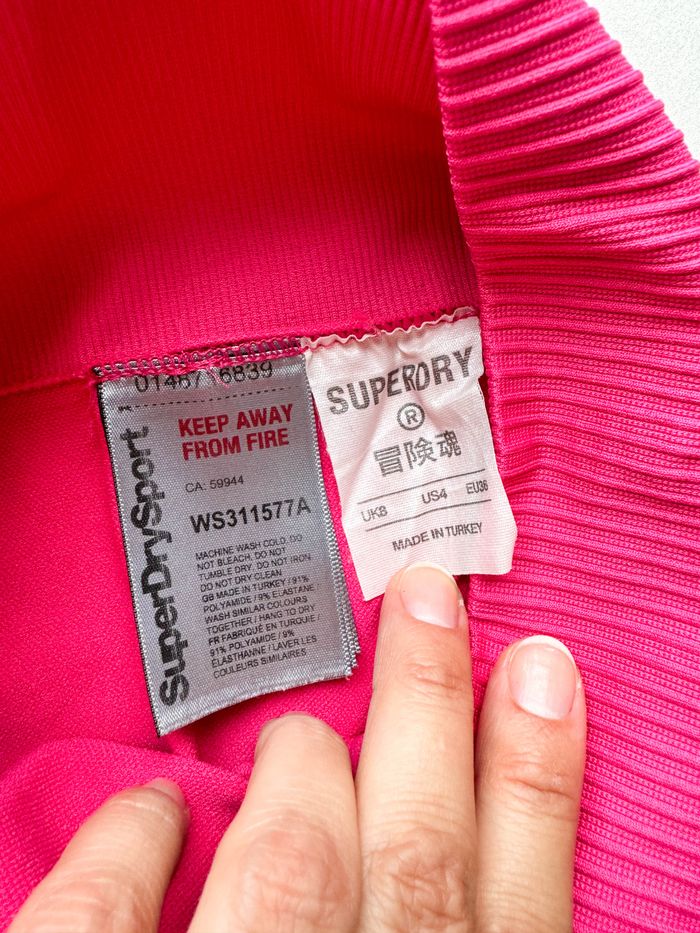 KEEP AWAY
FROM FIRE
CA: 59944
WS311577A
MACHINE WASH COLD. DO
NOT BLEACH. DO NOT
TUMBLE DRY. DO NOT IRON.
DO NOT DRY CLEAN
GB MADE IN TURKEY / 91%
POLYAMIDE / 9% ELASTANE
WASH SIMILAR COLOURS
TOGETHER / HANG TO DRY
FR FABRIQUÉ EN TURQUIE /
91% POLYAMIDE / 9%
ÉLASTHANNE / LAVER LES
COULEURS SIMILAIRES
SuperDrySport
1
SUPERDRY
®
冒険魂
UK8 US4 EU36
MADE IN TURKEY